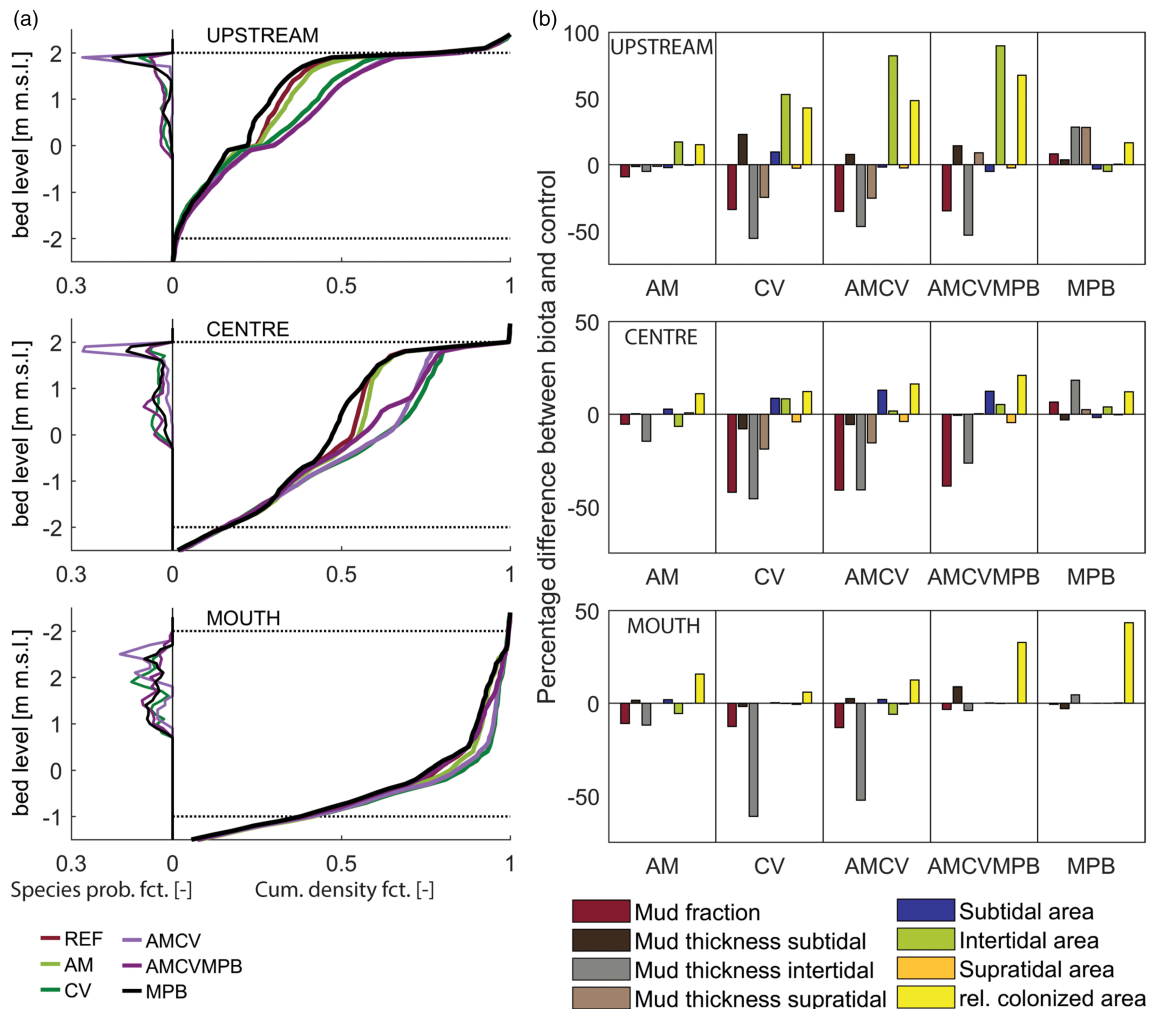 (a)
UPSTREAM
bed level [m m.s.l.]
2
1
0
-1
-2
0.3 0 0.5 1
CENTRE
bed level [m m.s.l.]
2
1
0
-1
-2
0.3 0 0.5 1
MOUTH
bed level [m m.s.l.]
-2
2
1
0
-1
0.3 0 0.5 1
Species prob. fct. [-] Cum. density fct. [-]
REF
AM
CV
AMCV
AMCVMPB
MPB
(b)
Percentage difference between biota and control
UPSTREAM
100
50
0
-50
AM CV AMCV AMCVMPB MPB
CENTRE
50
0
-50
AM CV AMCV AMCVMPB MPB
MOUTH
50
0
-50
AM CV AMCV AMCVMPB MPB
Mud fraction
Mud thickness subtidal
Mud thickness intertidal
Mud thickness supratidal
Subtidal area
Intertidal area
Supratidal area
rel. colonized area